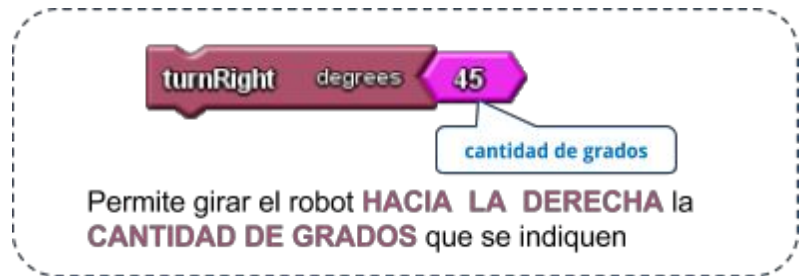 turnRight degrees 45
cantidad de grados
Permite girar el robot HACIA LA DERECHA la
CANTIDAD DE GRADOS que se indiquen